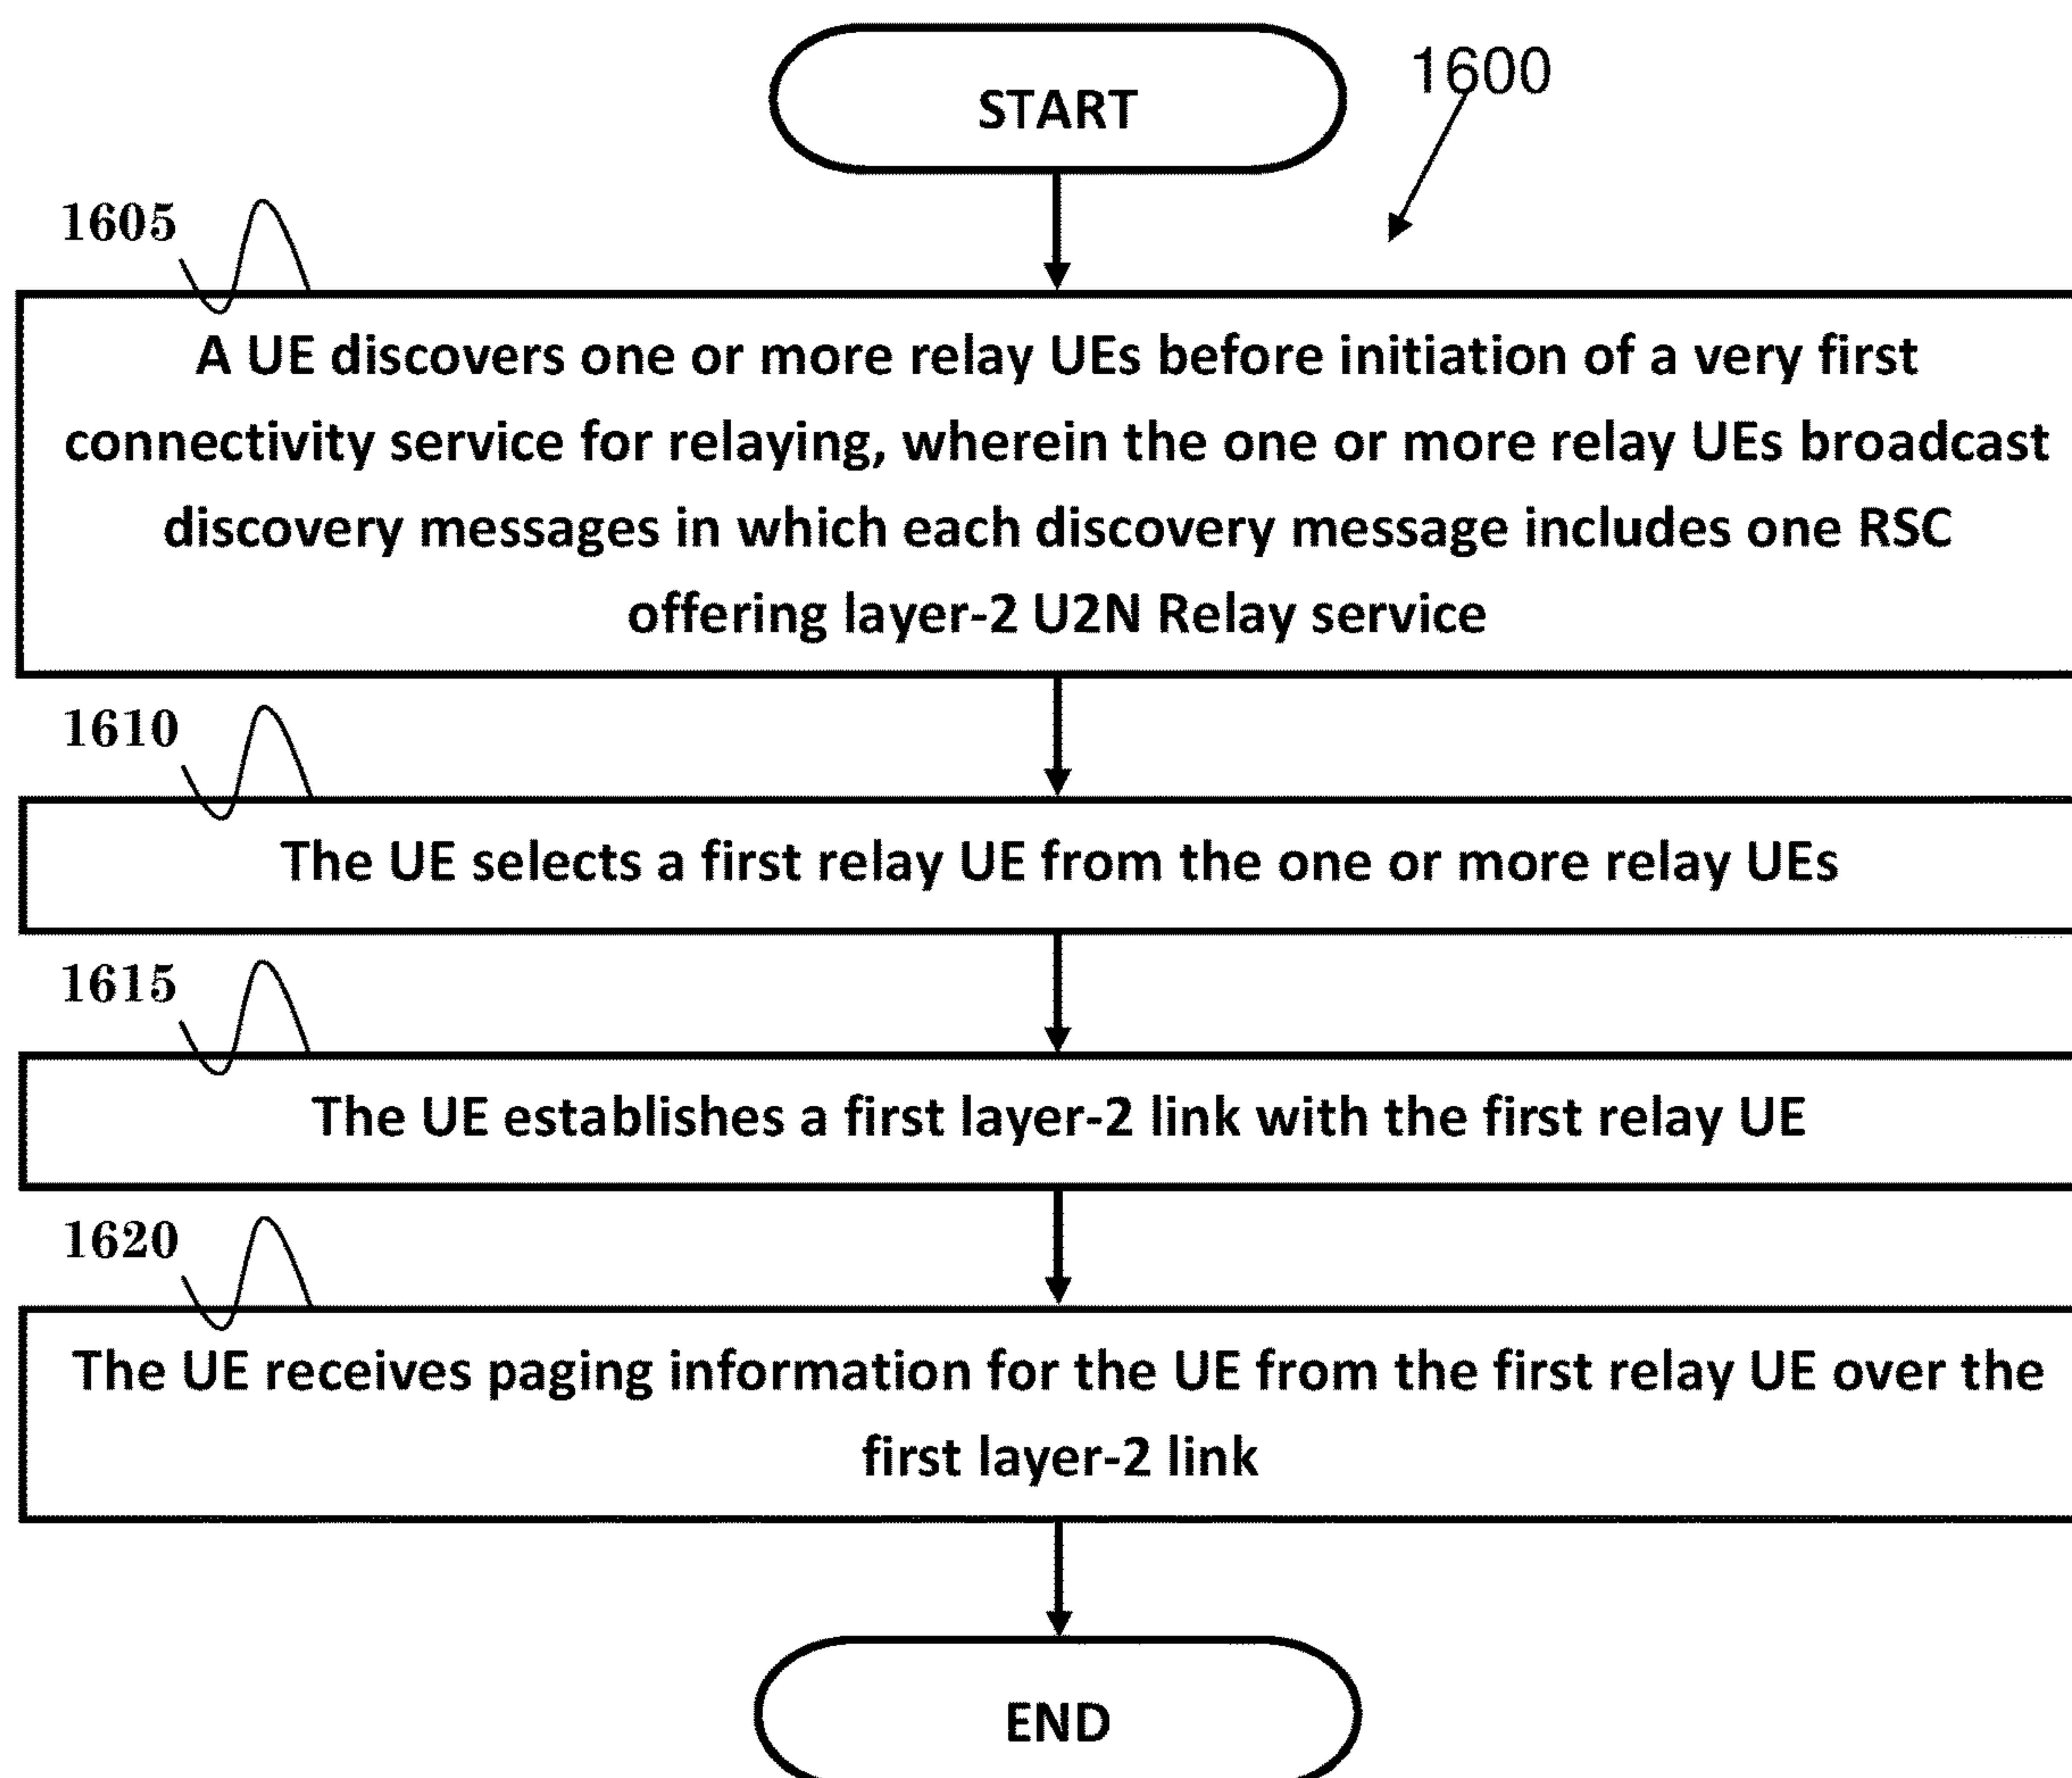 START
1600
1605
A UE discovers one or more relay UEs before initiation of a very first
connectivity service for relaying, wherein the one or more relay UEs broadcast
discovery messages in which each discovery message includes one RSC
offering layer-2 U2N Relay service
1610
The UE selects a first relay UE from the one or more relay UEs
1615
The UE establishes a first layer-2 link with the first relay UE
1620
The UE receives paging information for the UE from the first relay UE over the
first layer-2 link
END